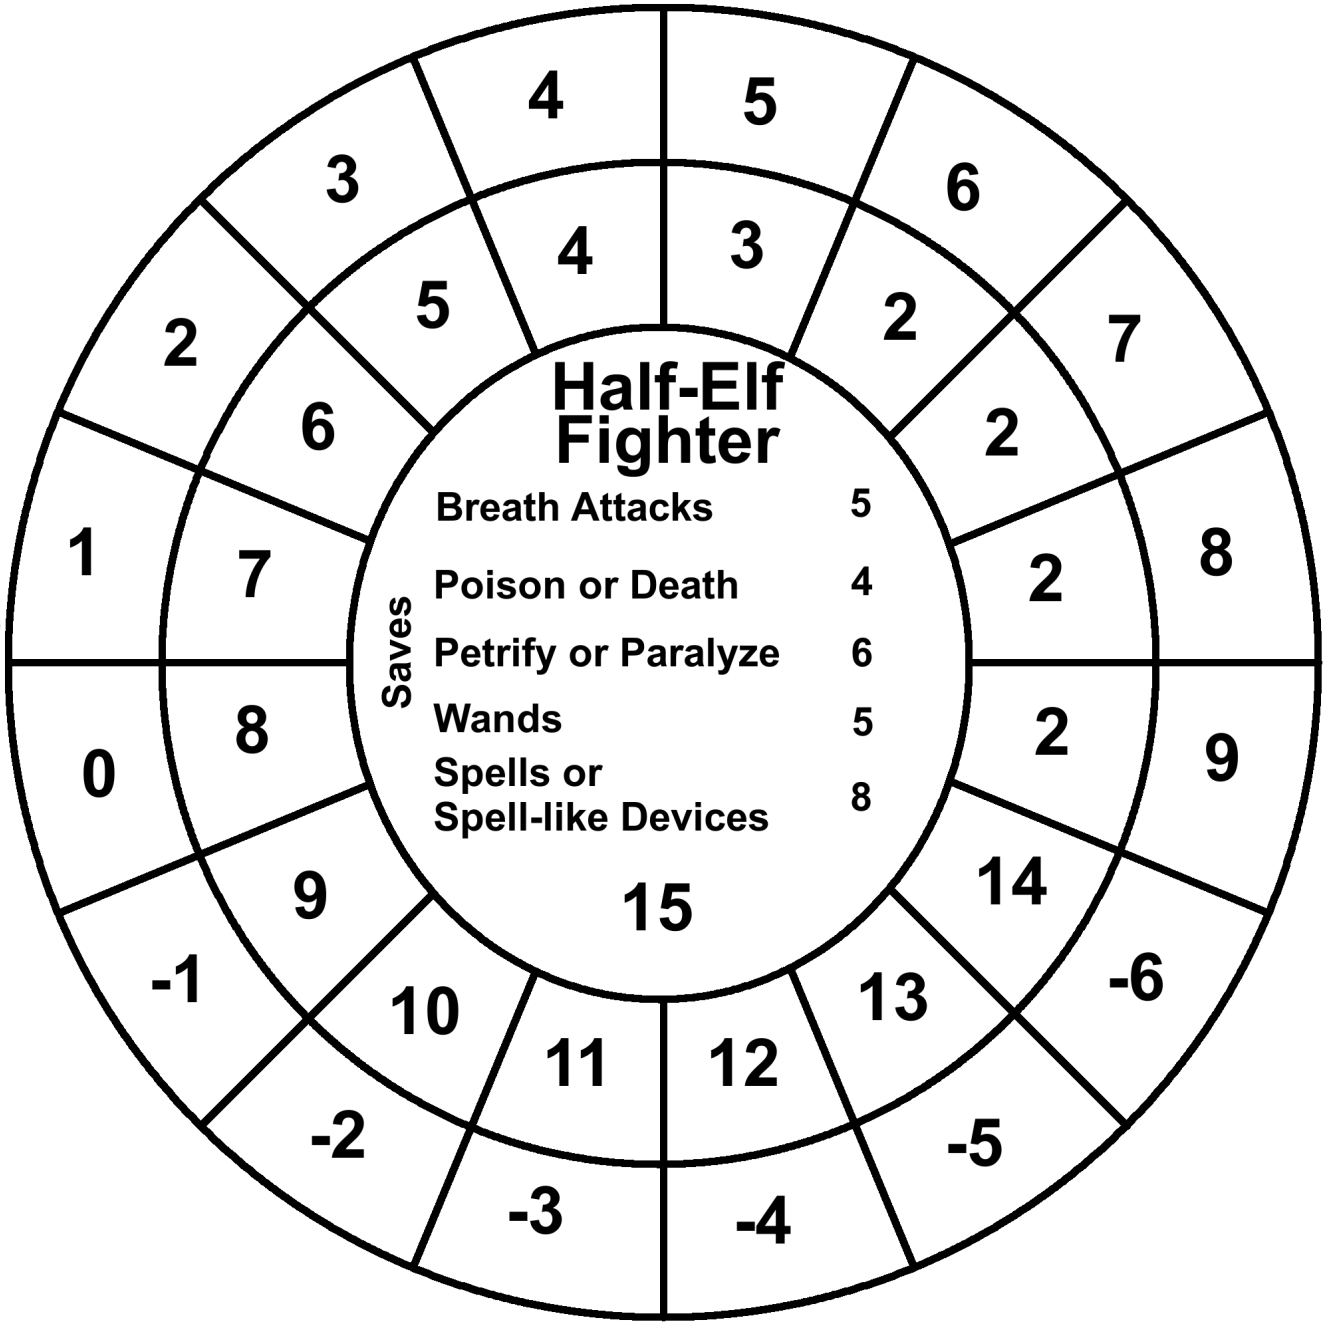 4 5
3 6
4 3
5 2
2 7
6 2
1 8
7 2
Half-Elf
Fighter
Breath Attacks 5
Poison or Death 4
Saves
Petrify or Paralyze 6
Wands 5
Spells or
Spell-like Devices 8
15
8 2
0 9
9 14
-1 -6
10 13
11 12
-2 -5
-3 -4